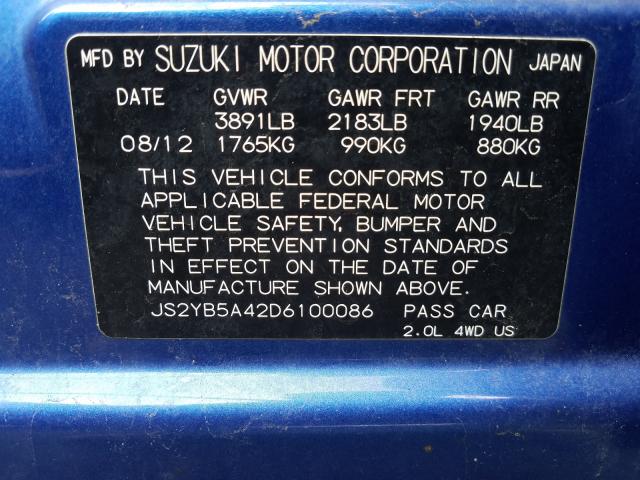 MFD BY SUZUKI MOTOR CORPORATION JAPAN
DATE GVWR GAWR FRT GAWR RR
3891LB 2183LB 1940LB
08/12 1765KG 990KG 880KG
THIS VEHICLE CONFORMS TO ALL
APPLICABLE FEDERAL MOTOR
VEHICLE SAFETY, BUMPER AND
THEFT PREVENTION STANDARDS
IN EFFECT ON THE DATE OF
MANUFACTURE SHOWN ABOVE.
JS2YB5A42D6100086 PASS CAR
2.0L 4WD US